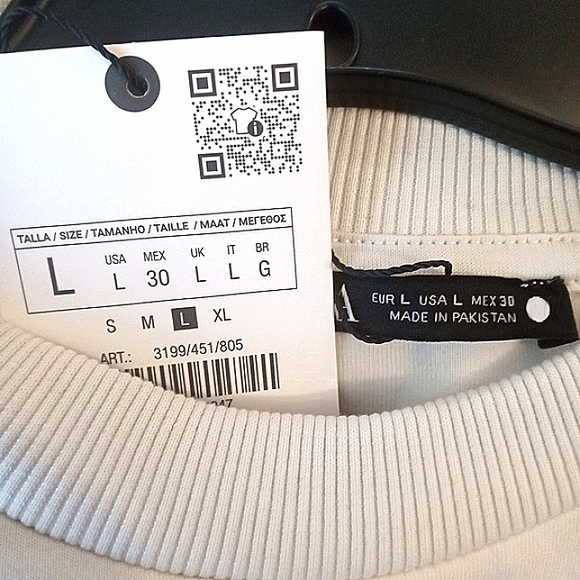 TALLA / SIZE / TAMANHO / TAILLE / MAAT / ΜΕΓΕΘΟΣ
L
USA MEX UK IT BR
L 30 L L G
S M L XL
ART.: 3199/451/805
EUR L USA L MEX 30
MADE IN PAKISTAN